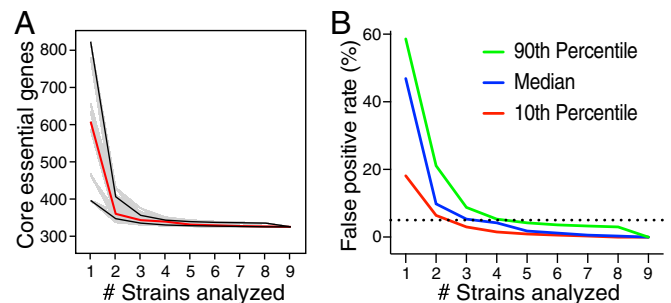 A
Core essential genes
800
700
600
500
400
300
1 2 3 4 5 6 7 8 9
# Strains analyzed
B
False positive rate (%)
60
40
20
0
90th Percentile
Median
10th Percentile
1 2 3 4 5 6 7 8 9
# Strains analyzed